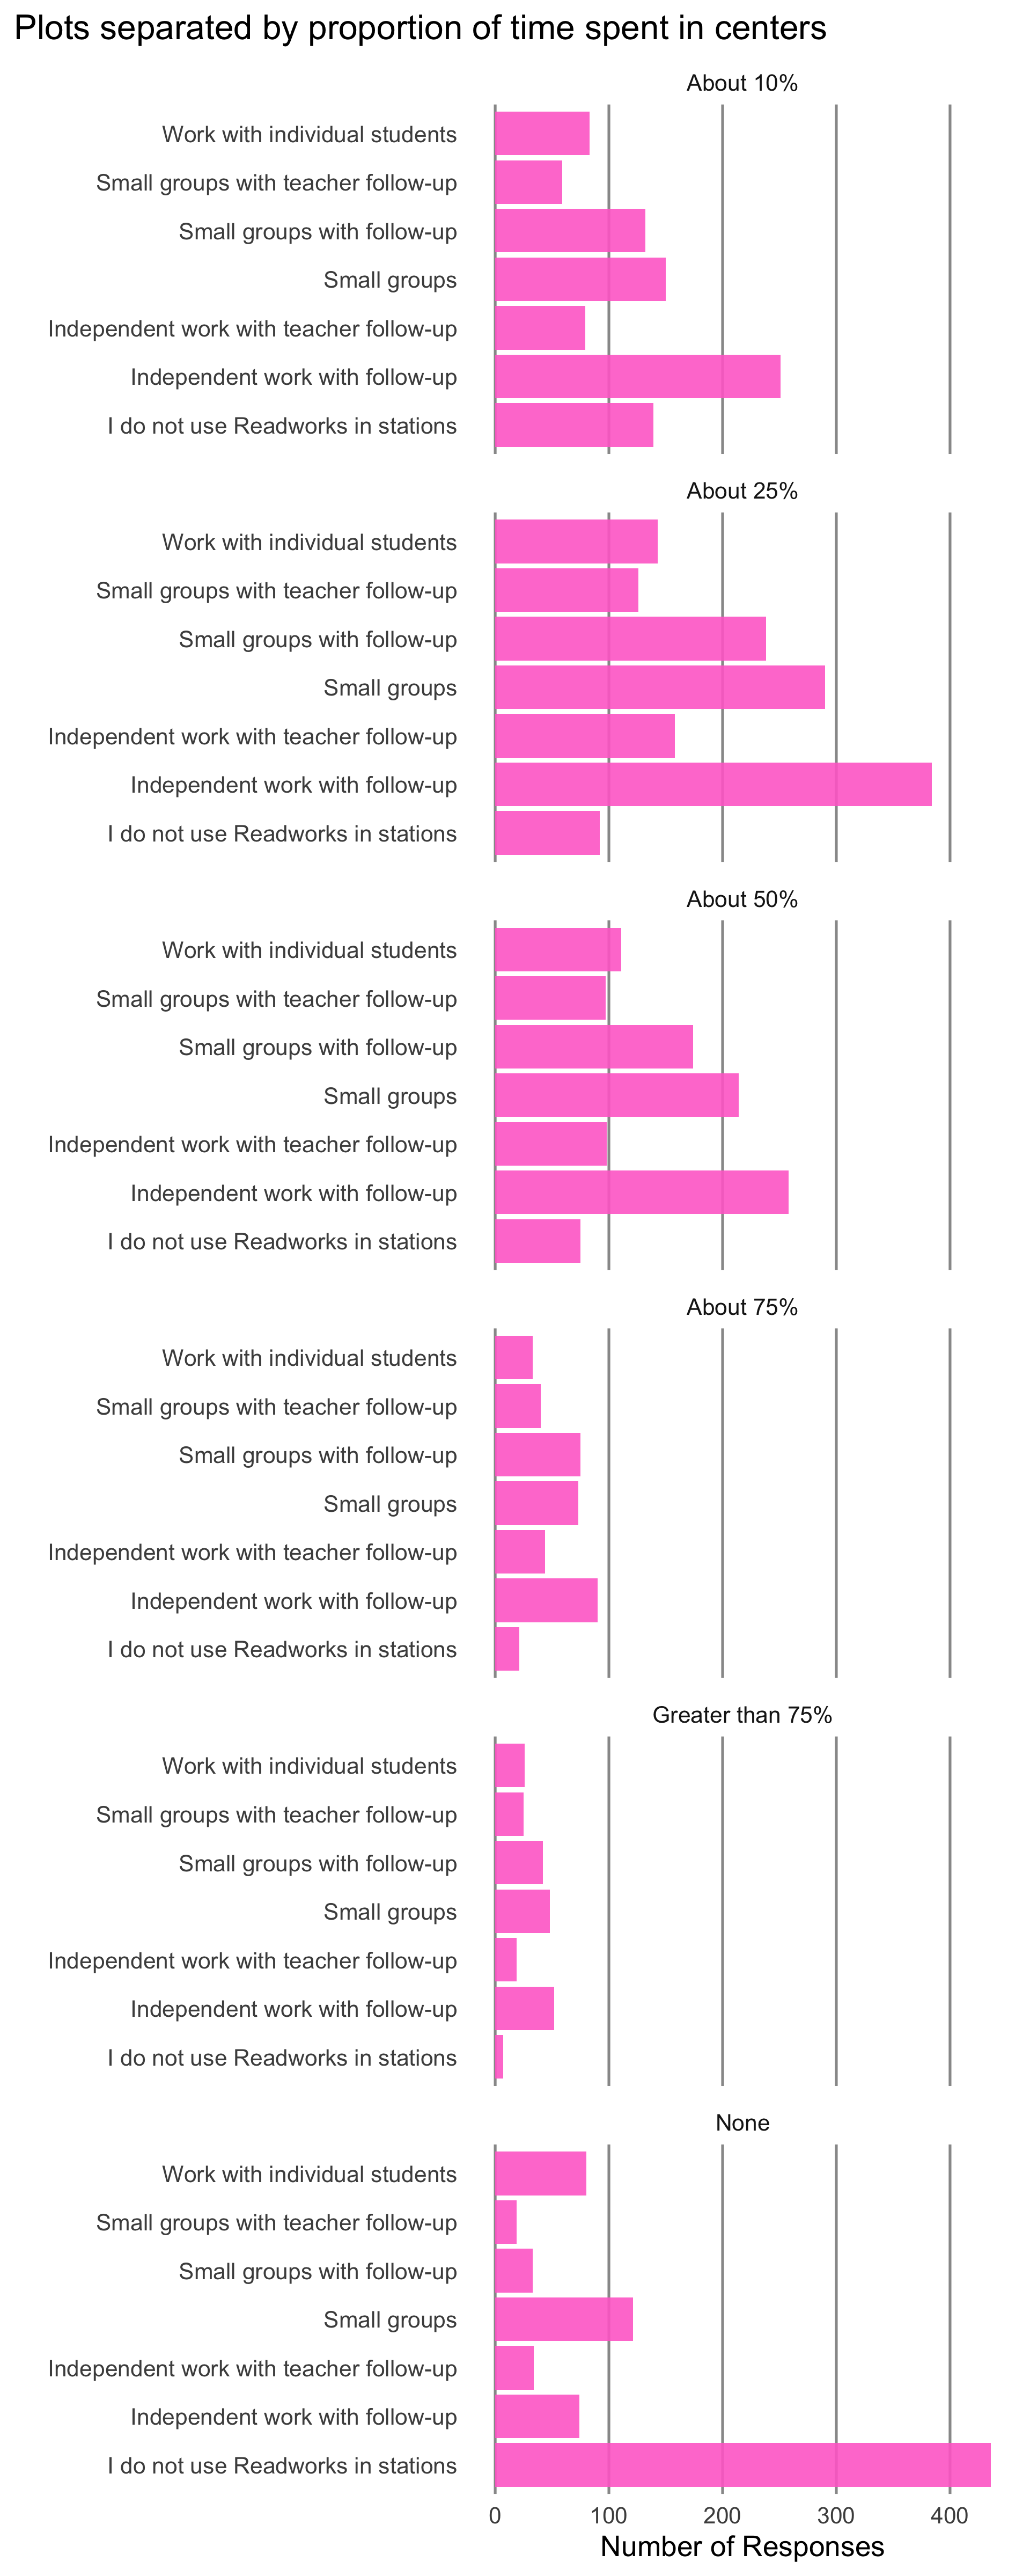 Plots separated by proportion of time spent in centers
About 10%
Work with individual students
Small groups with teacher follow-up
Small groups with follow-up
Small groups
Independent work with teacher follow-up
Independent work with follow-up
I do not use Readworks in stations
About 25%
Work with individual students
Small groups with teacher follow-up
Small groups with follow-up
Small groups
Independent work with teacher follow-up
Independent work with follow-up
I do not use Readworks in stations
About 50%
Work with individual students
Small groups with teacher follow-up
Small groups with follow-up
Small groups
Independent work with teacher follow-up
Independent work with follow-up
I do not use Readworks in stations
About 75%
Work with individual students
Small groups with teacher follow-up
Small groups with follow-up
Small groups
Independent work with teacher follow-up
Independent work with follow-up
I do not use Readworks in stations
Greater than 75%
Work with individual students
Small groups with teacher follow-up
Small groups with follow-up
Small groups
Independent work with teacher follow-up
Independent work with follow-up
I do not use Readworks in stations
None
Work with individual students
Small groups with teacher follow-up
Small groups with follow-up
Small groups
Independent work with teacher follow-up
Independent work with follow-up
I do not use Readworks in stations
0 100 200 300 400
Number of Responses